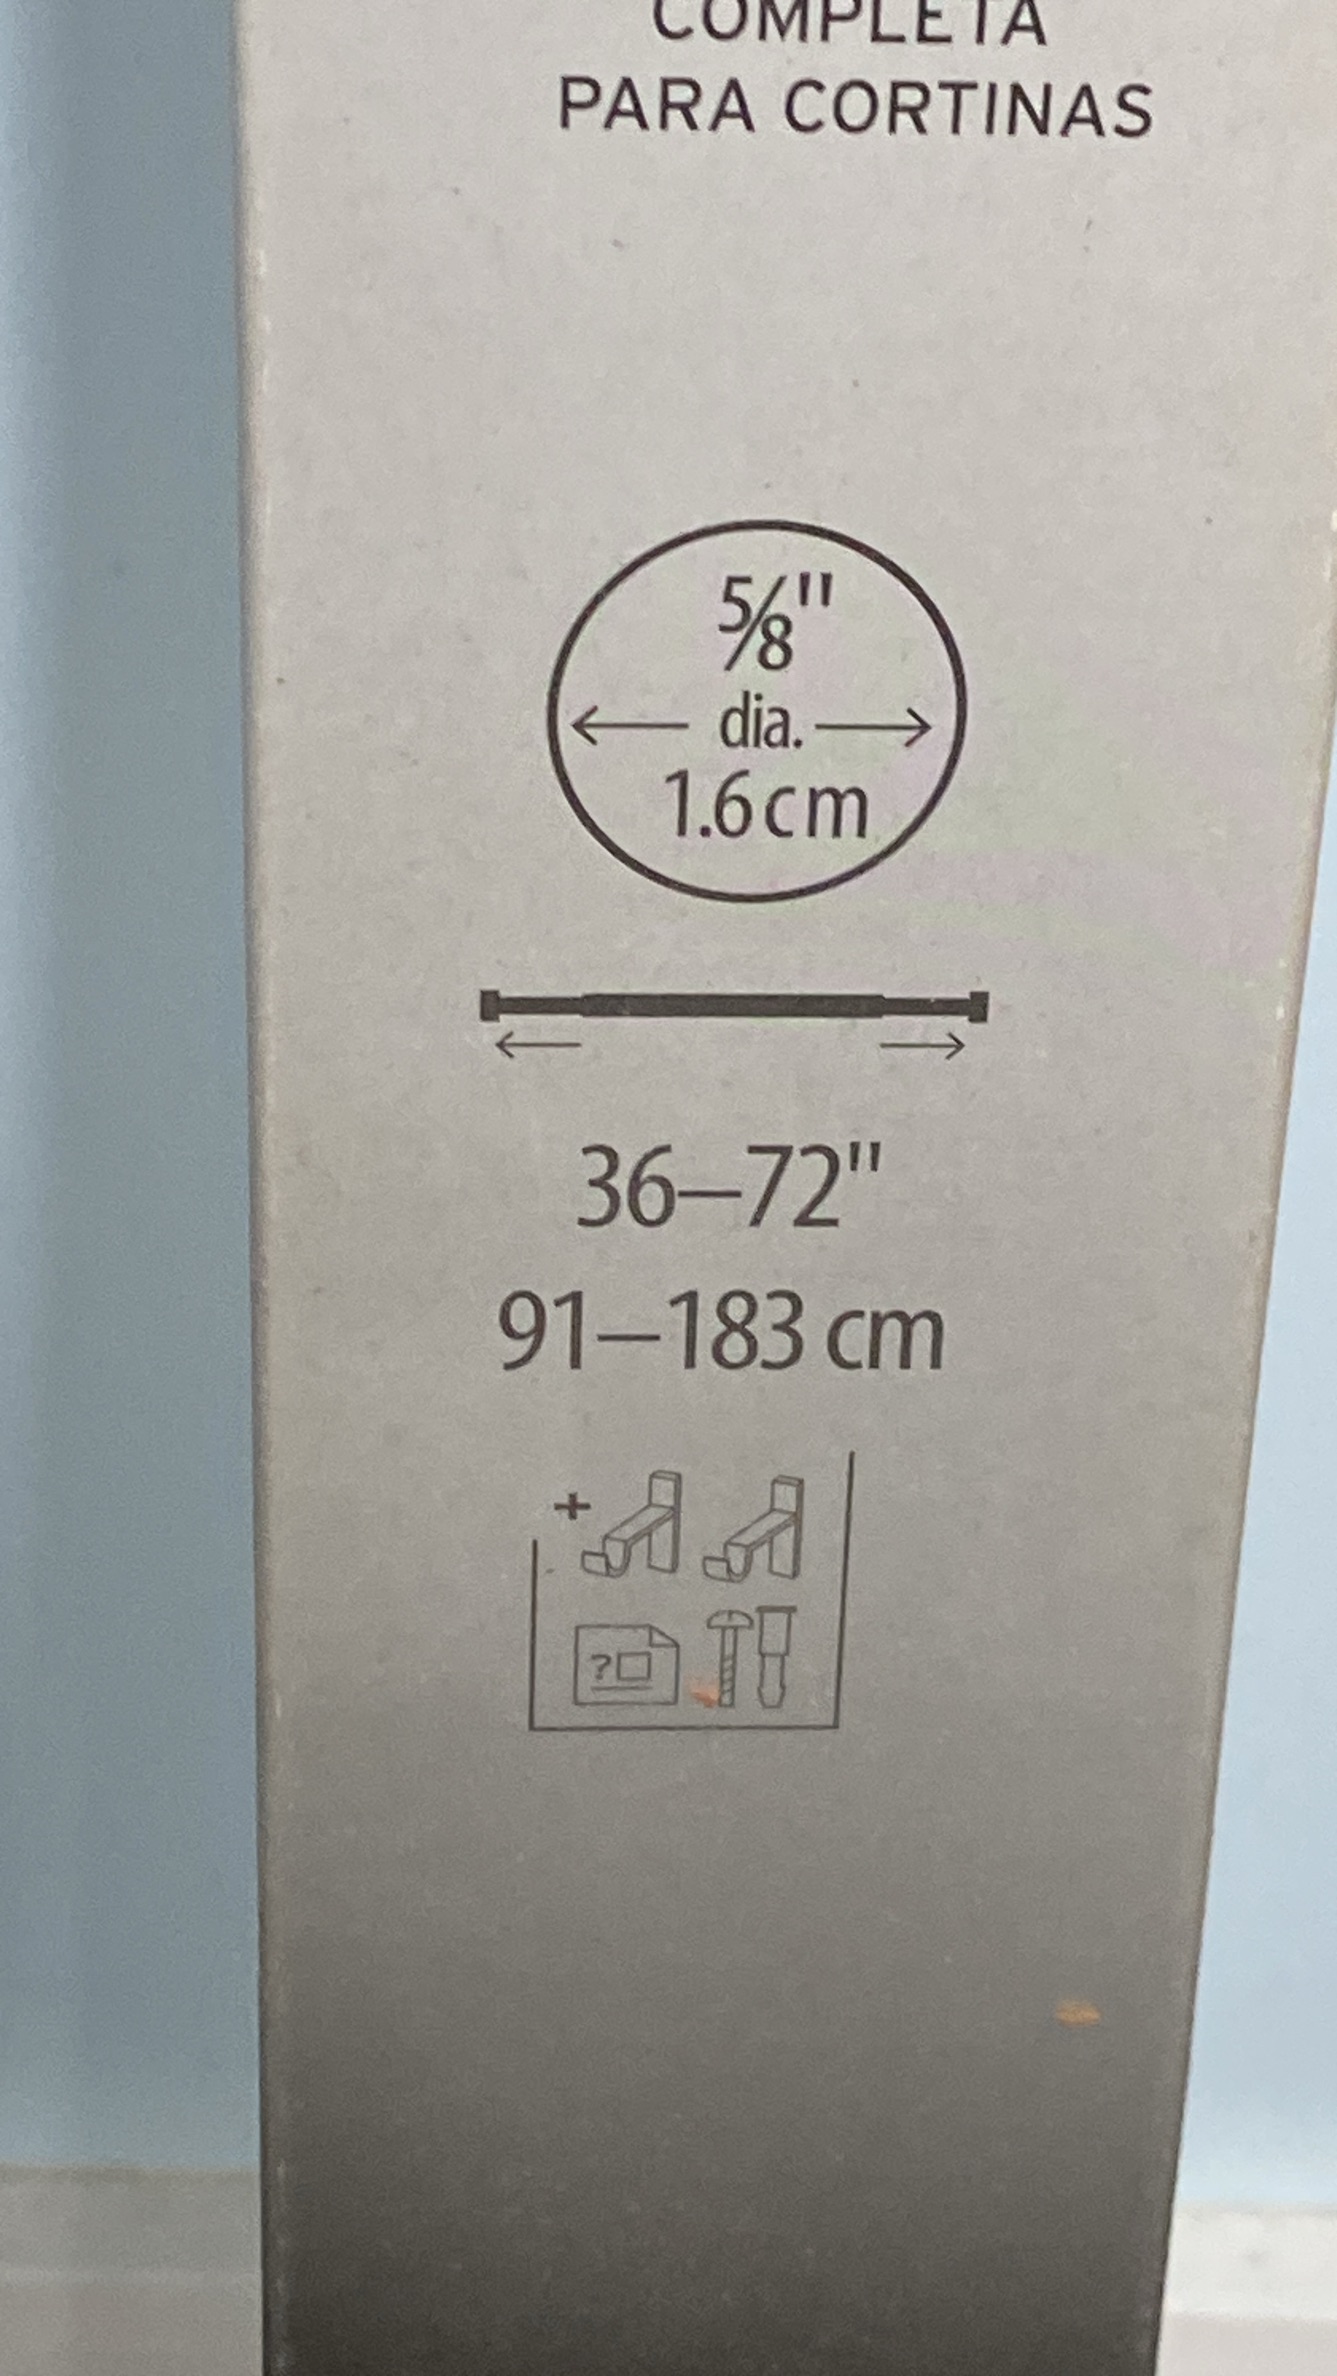 COMPLETA
PARA CORTINAS
5/8"
dia.
1.6 cm
36–72"
91–183 cm
+
?